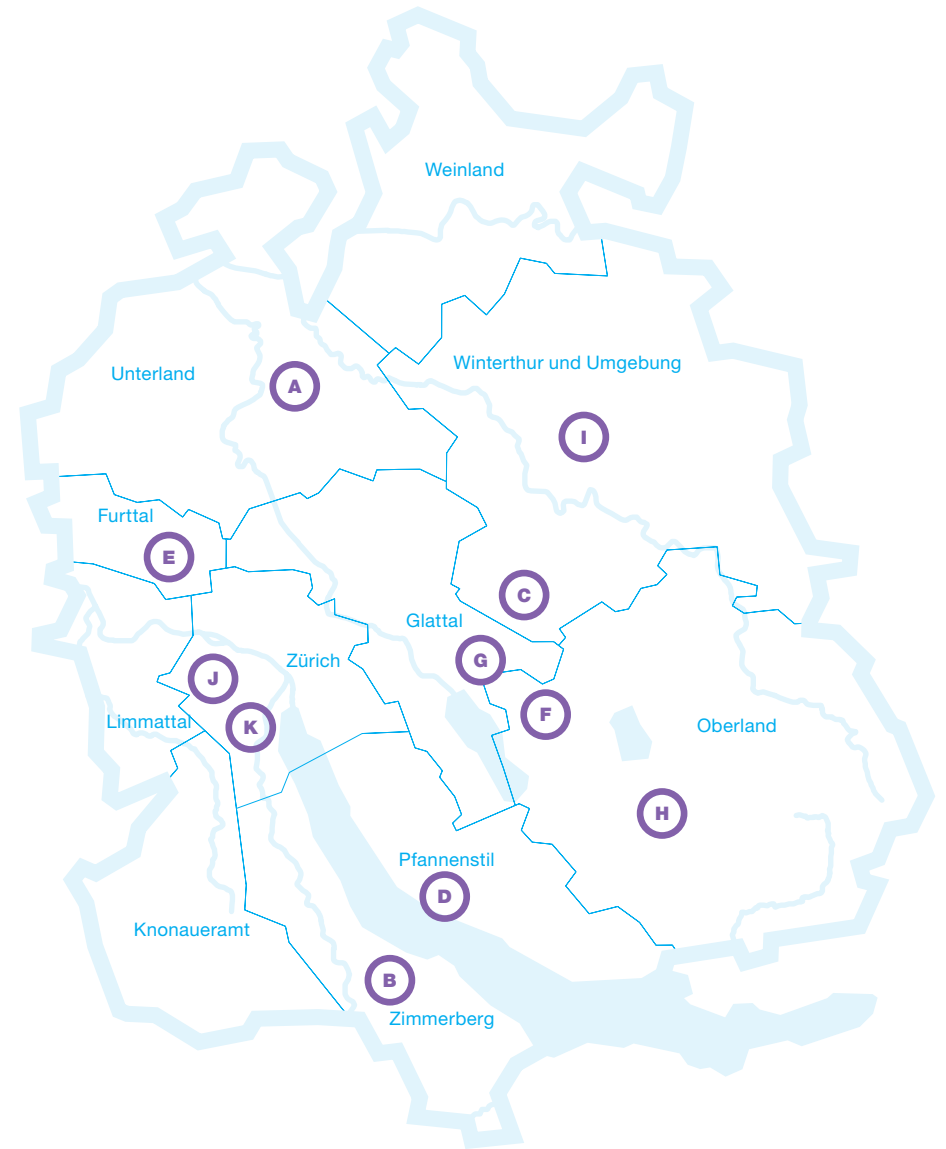 Weinland
Winterthur und Umgebung
Unterland
A
I
Furttal
E
C
Glattal
G
Zürich
J
F
Limmattal
K
Oberland
H
Pfannenstil
D
Knonaueramt
B
Zimmerberg